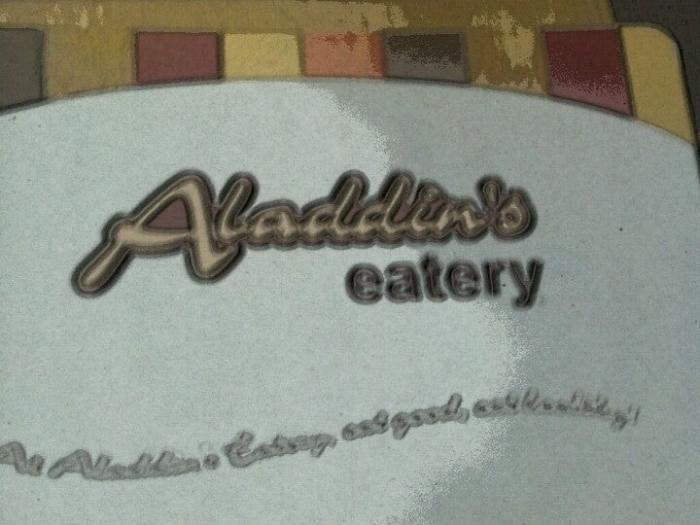 Aladdin's
eatery
At Aladdin's Eatery, eat good, eat healthy!